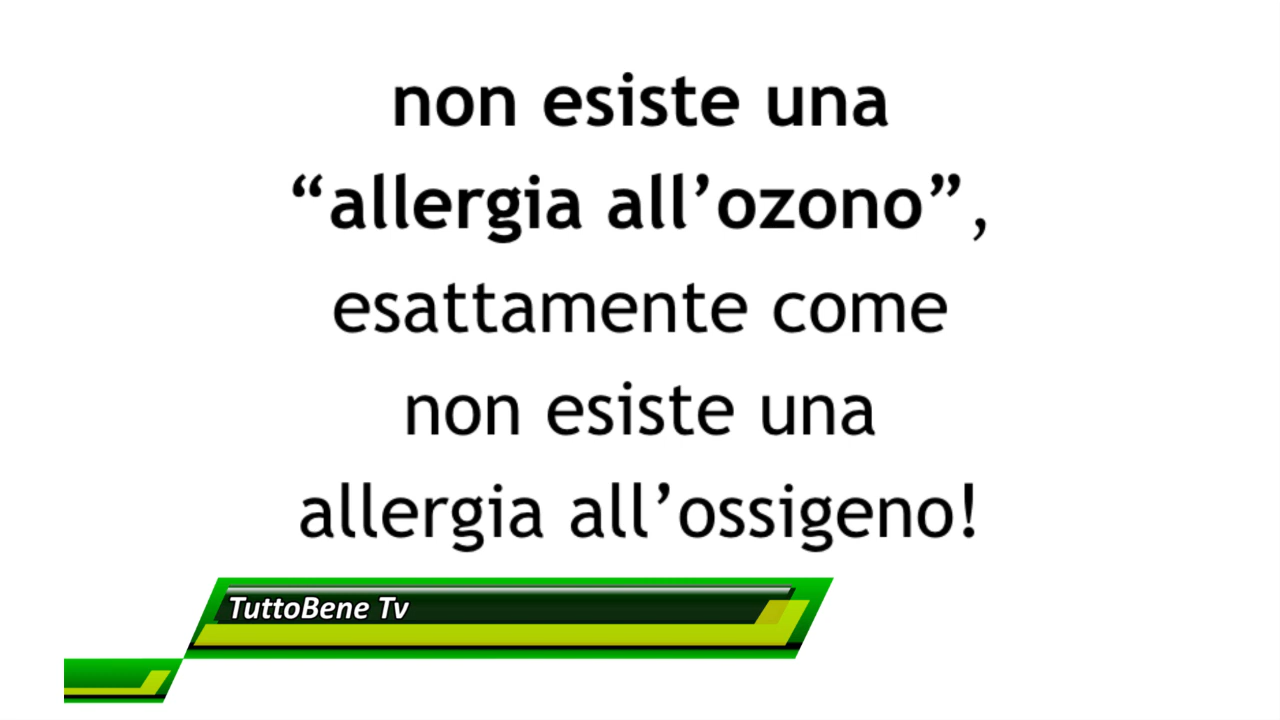 non esiste una
“allergia all’ozono”,
esattamente come
non esiste una
allergia all’ossigeno!
TuttoBene Tv